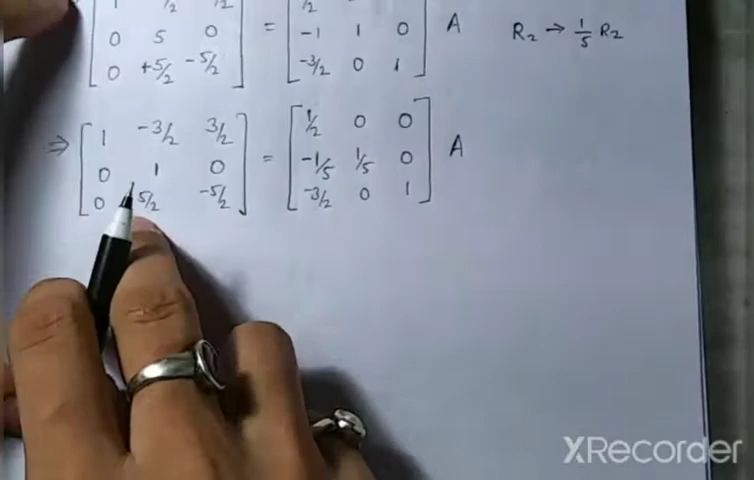 0 5 0 = -1 1 0 A R₂ → 1/5 R₂
0 +5/2 -5/2 -3/2 0 1
⇒ 1 -3/2 3/2 1/2 0 0
0 1 0 = -1/5 1/5 0 A
0 5/2 -5/2 -3/2 0 1
XRecorder